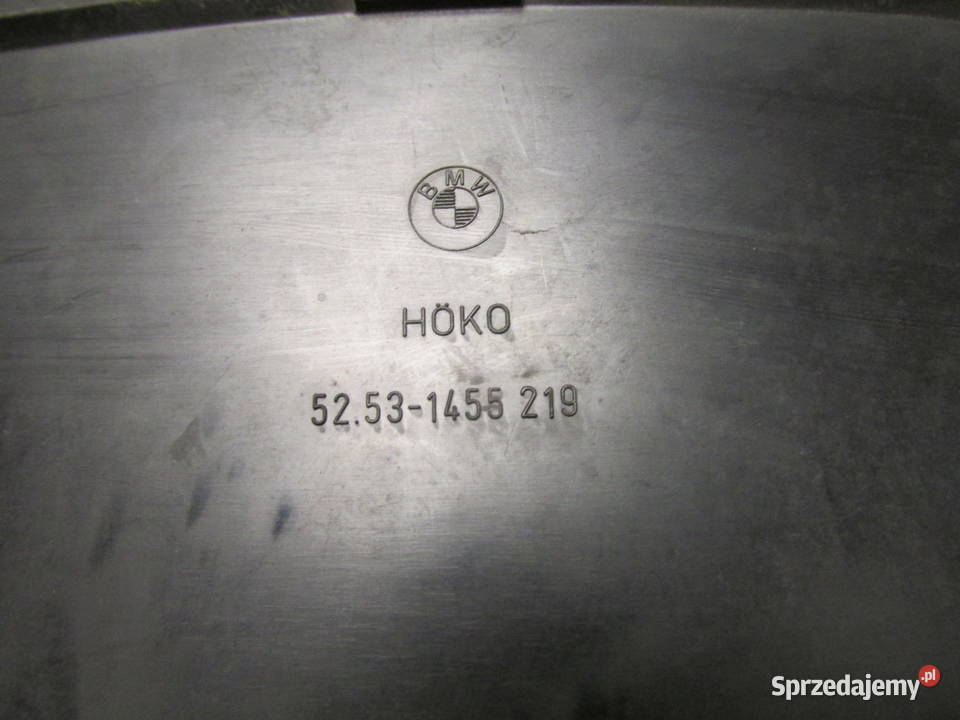 BMW
HÖKO
52.53-1455 219
Sprzedajemy.pl